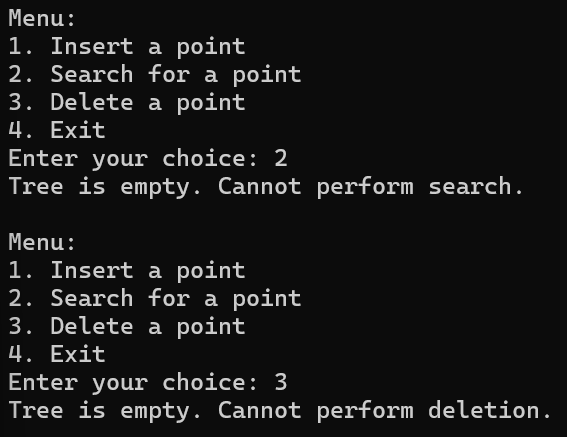 Menu:
1. Insert a point
2. Search for a point
3. Delete a point
4. Exit
Enter your choice: 2
Tree is empty. Cannot perform search.

Menu:
1. Insert a point
2. Search for a point
3. Delete a point
4. Exit
Enter your choice: 3
Tree is empty. Cannot perform deletion.